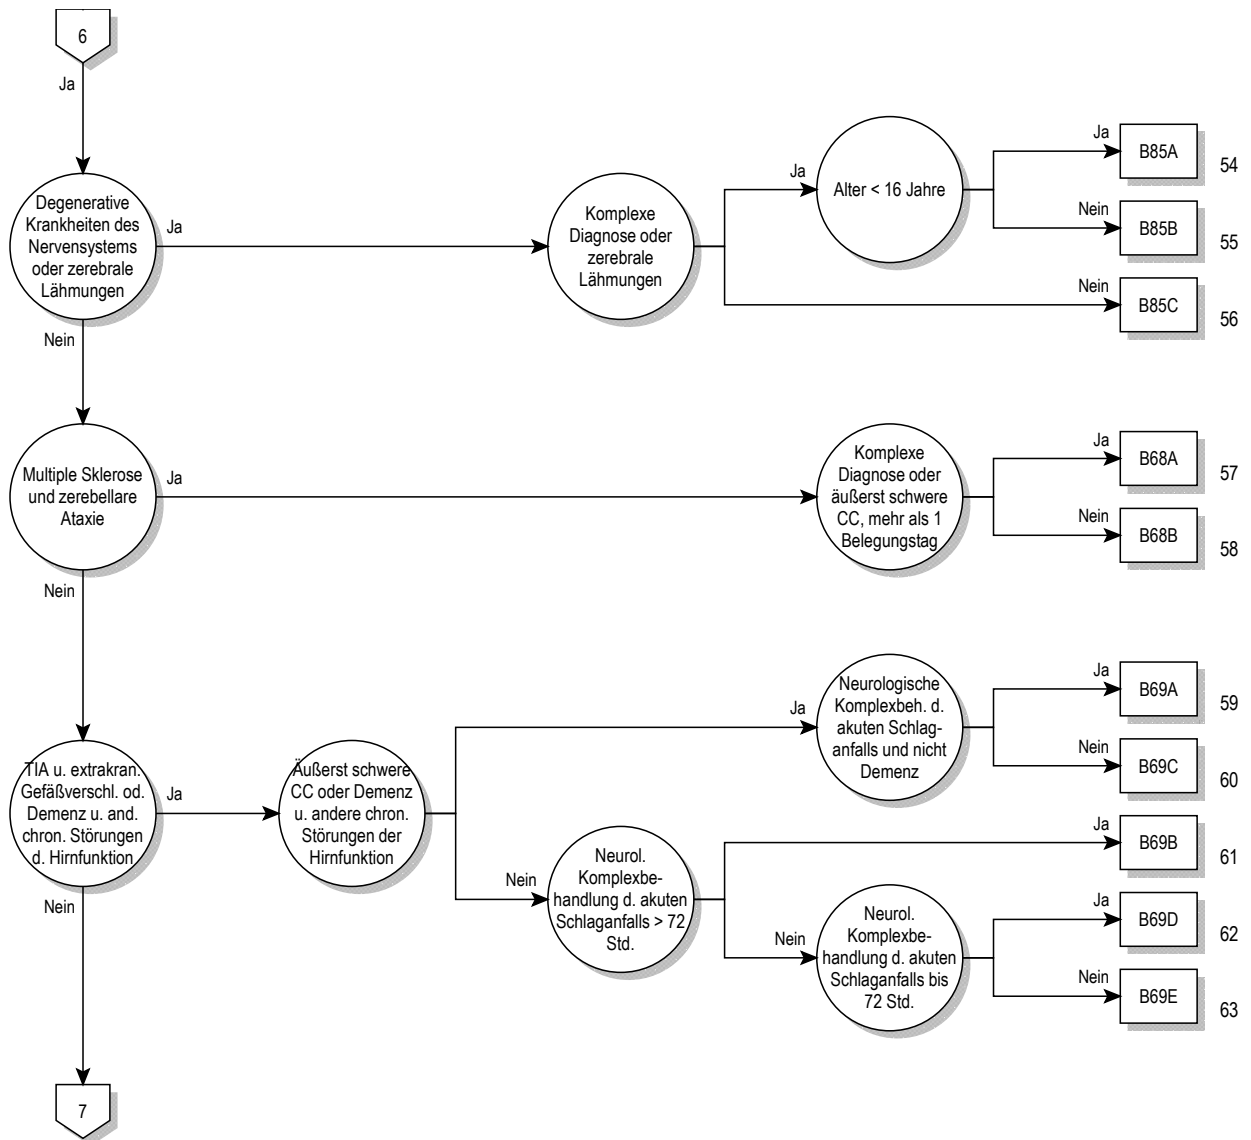 6
Ja
Degenerative
Krankheiten des
Nervensystems
oder zerebrale
Lähmungen
Ja
Komplexe
Diagnose oder
zerebrale
Lähmungen
Ja
Alter < 16 Jahre
Ja
B85A
54
Nein
B85B
55
Nein
B85C
56
Nein
Multiple Sklerose
und zerebellare
Ataxie
Ja
Komplexe
Diagnose oder
äußerst schwere
CC, mehr als 1
Belegungstag
Ja
B68A
57
Nein
B68B
58
Nein
TIA u. extrakran.
Gefäßverschl. od.
Demenz u. and.
chron. Störungen
d. Hirnfunktion
Ja
Äußerst schwere
CC oder Demenz
u. andere chron.
Störungen der
Hirnfunktion
Ja
Neurologische
Komplexbeh. d.
akuten Schlag-
anfalls und nicht
Demenz
Ja
B69A
59
Nein
B69C
60
Nein
Neurol.
Komplexbe-
handlung d. akuten
Schlaganfalls > 72
Std.
Ja
B69B
61
Nein
Neurol.
Komplexbe-
handlung d. akuten
Schlaganfalls bis
72 Std.
Ja
B69D
62
Nein
B69E
63
Nein
7